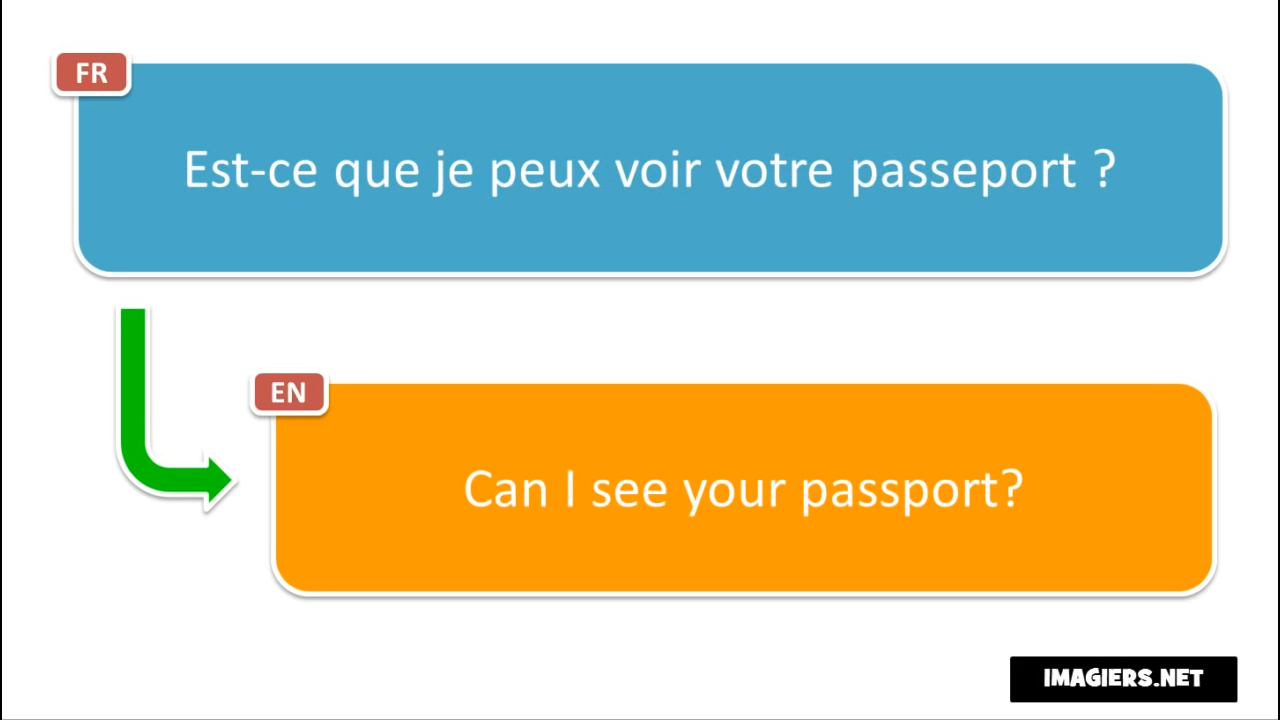 FR
Est-ce que je peux voir votre passeport ?
EN
Can I see your passport?
IMAGIERS.NET